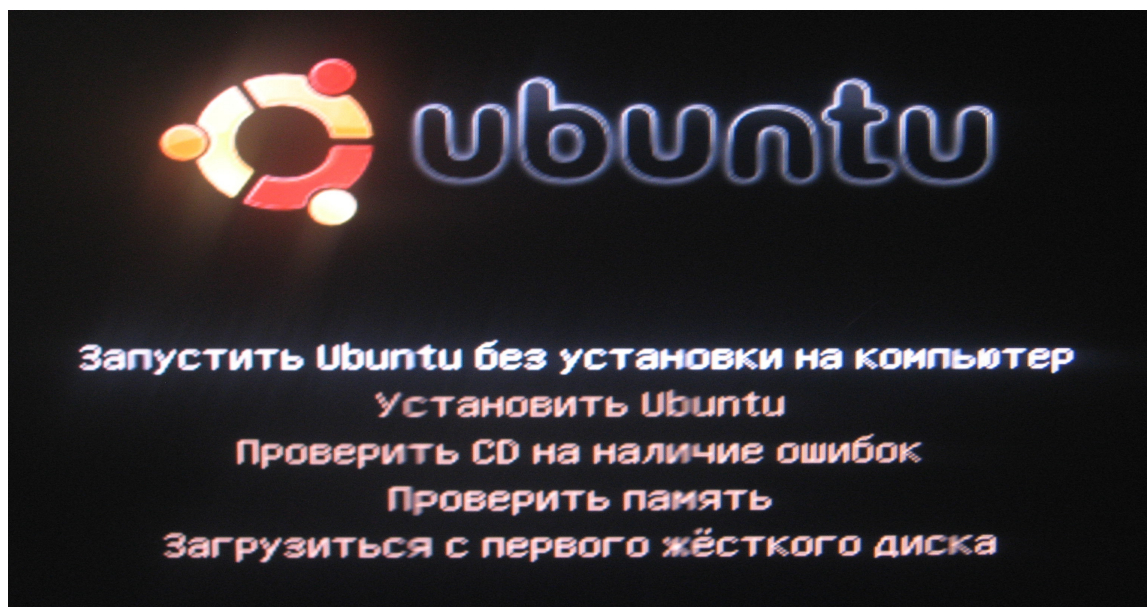 ubuntu
Запустить Ubuntu без установки на компьютер
Установить Ubuntu
Проверить CD на наличие ошибок
Проверить память
Загрузиться с первого жёсткого диска